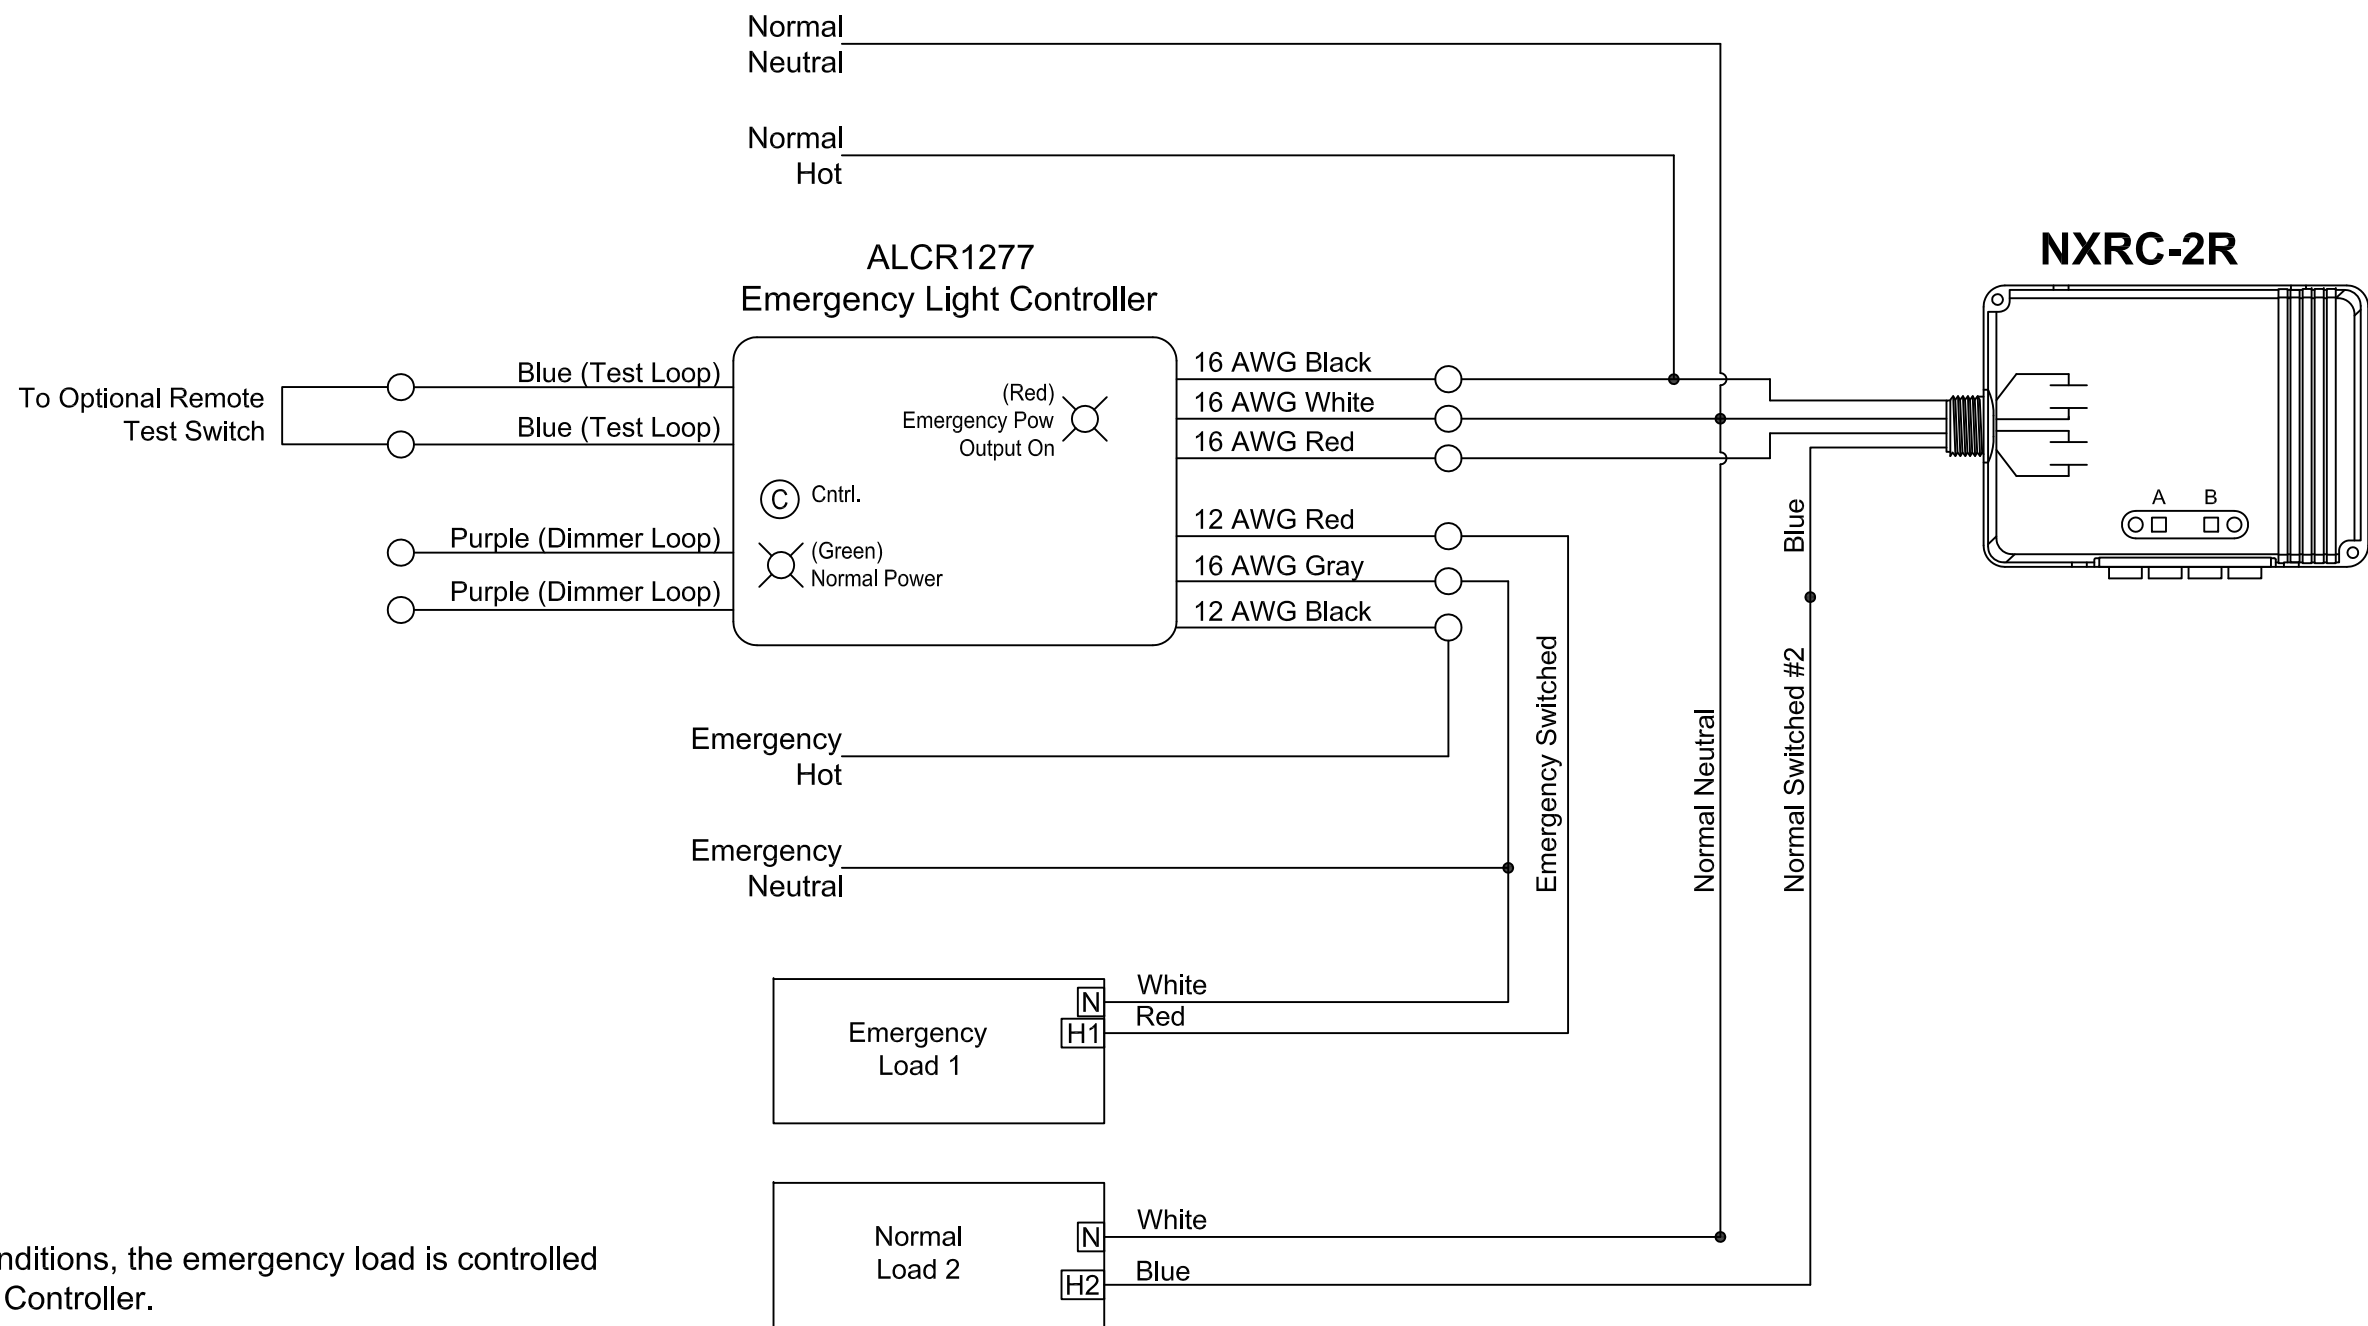 Normal
Neutral
Normal
Hot
ALCR1277
Emergency Light Controller
NXRC-2R
To Optional Remote
Test Switch
Blue (Test Loop)
Blue (Test Loop)
Purple (Dimmer Loop)
Purple (Dimmer Loop)
(Red)
Emergency Pow
Output On
C Cntrl.
(Green)
Normal Power
16 AWG Black
16 AWG White
16 AWG Red
12 AWG Red
16 AWG Gray
12 AWG Black
A B
Blue
Emergency Switched
Normal Neutral
Normal Switched #2
Emergency
Hot
Emergency
Neutral
Emergency
Load 1
N
H1
White
Red
Normal
Load 2
N
H2
White
Blue
nditions, the emergency load is controlled
Controller.